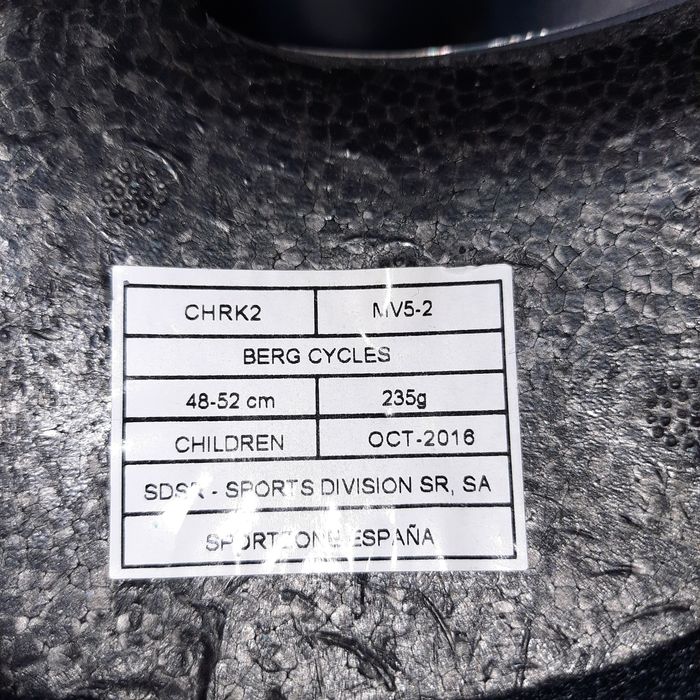 CHRK2 MV5-2
BERG CYCLES
48-52 cm 235g
CHILDREN OCT-2016
SDSR - SPORTS DIVISION SR, SA
SPORTZONE ESPAÑA